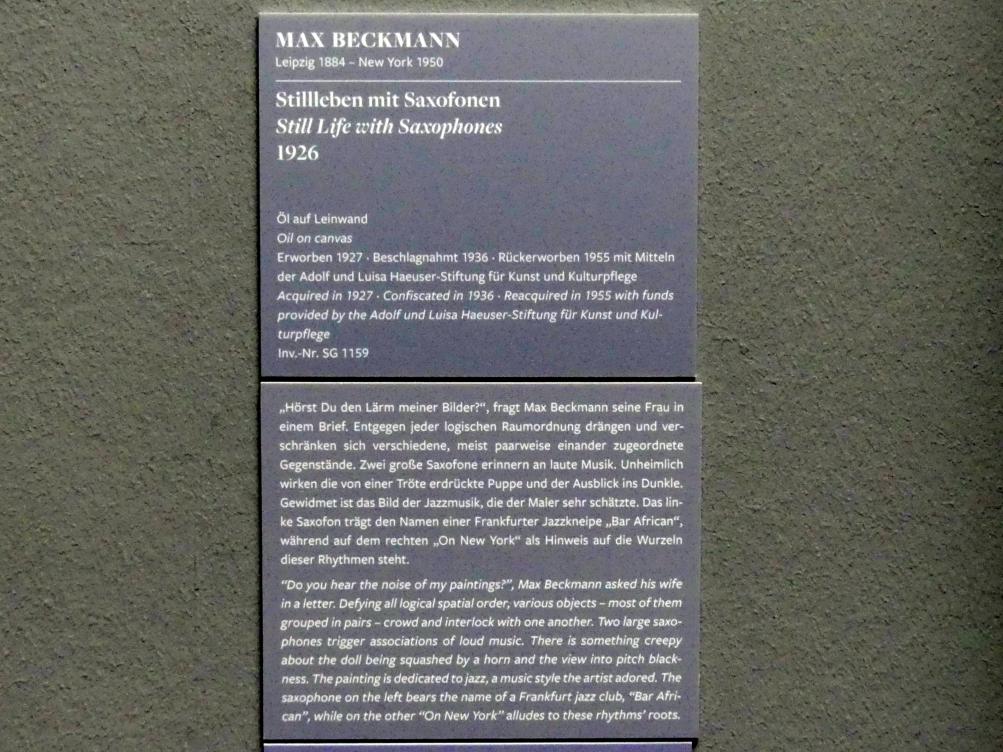 MAX BECKMANN
Leipzig 1884 – New York 1950
Stillleben mit Saxofonen
Still Life with Saxophones
1926
Öl auf Leinwand
Oil on canvas
Erworben 1927 · Beschlagnahmt 1936 · Rückerworben 1955 mit Mitteln
der Adolf und Luisa Haeuser-Stiftung für Kunst und Kulturpflege
Acquired in 1927 · Confiscated in 1936 · Reacquired in 1955 with funds
provided by the Adolf und Luisa Haeuser-Stiftung für Kunst und Kul-
turpflege
Inv.-Nr. SG 1159
„Hörst Du den Lärm meiner Bilder?“, fragt Max Beckmann seine Frau in
einem Brief. Entgegen jeder logischen Raumordnung drängen und ver-
schränken sich verschiedene, meist paarweise einander zugeordnete
Gegenstände. Zwei große Saxofone erinnern an laute Musik. Unheimlich
wirken die von einer Tröte erdrückte Puppe und der Ausblick ins Dunkle.
Gewidmet ist das Bild der Jazzmusik, die der Maler sehr schätzte. Das lin-
ke Saxofon trägt den Namen einer Frankfurter Jazzkneipe „Bar African“,
während auf dem rechten „On New York“ als Hinweis auf die Wurzeln
dieser Rhythmen steht.
“Do you hear the noise of my paintings?”, Max Beckmann asked his wife
in a letter. Defying all logical spatial order, various objects – most of them
grouped in pairs – crowd and interlock with one another. Two large saxo-
phones trigger associations of loud music. There is something creepy
about the doll being squashed by a horn and the view into pitch black-
ness. The painting is dedicated to jazz, a music style the artist adored. The
saxophone on the left bears the name of a Frankfurt jazz club, “Bar Afri-
can”, while on the other “On New York” alludes to these rhythms’ roots.